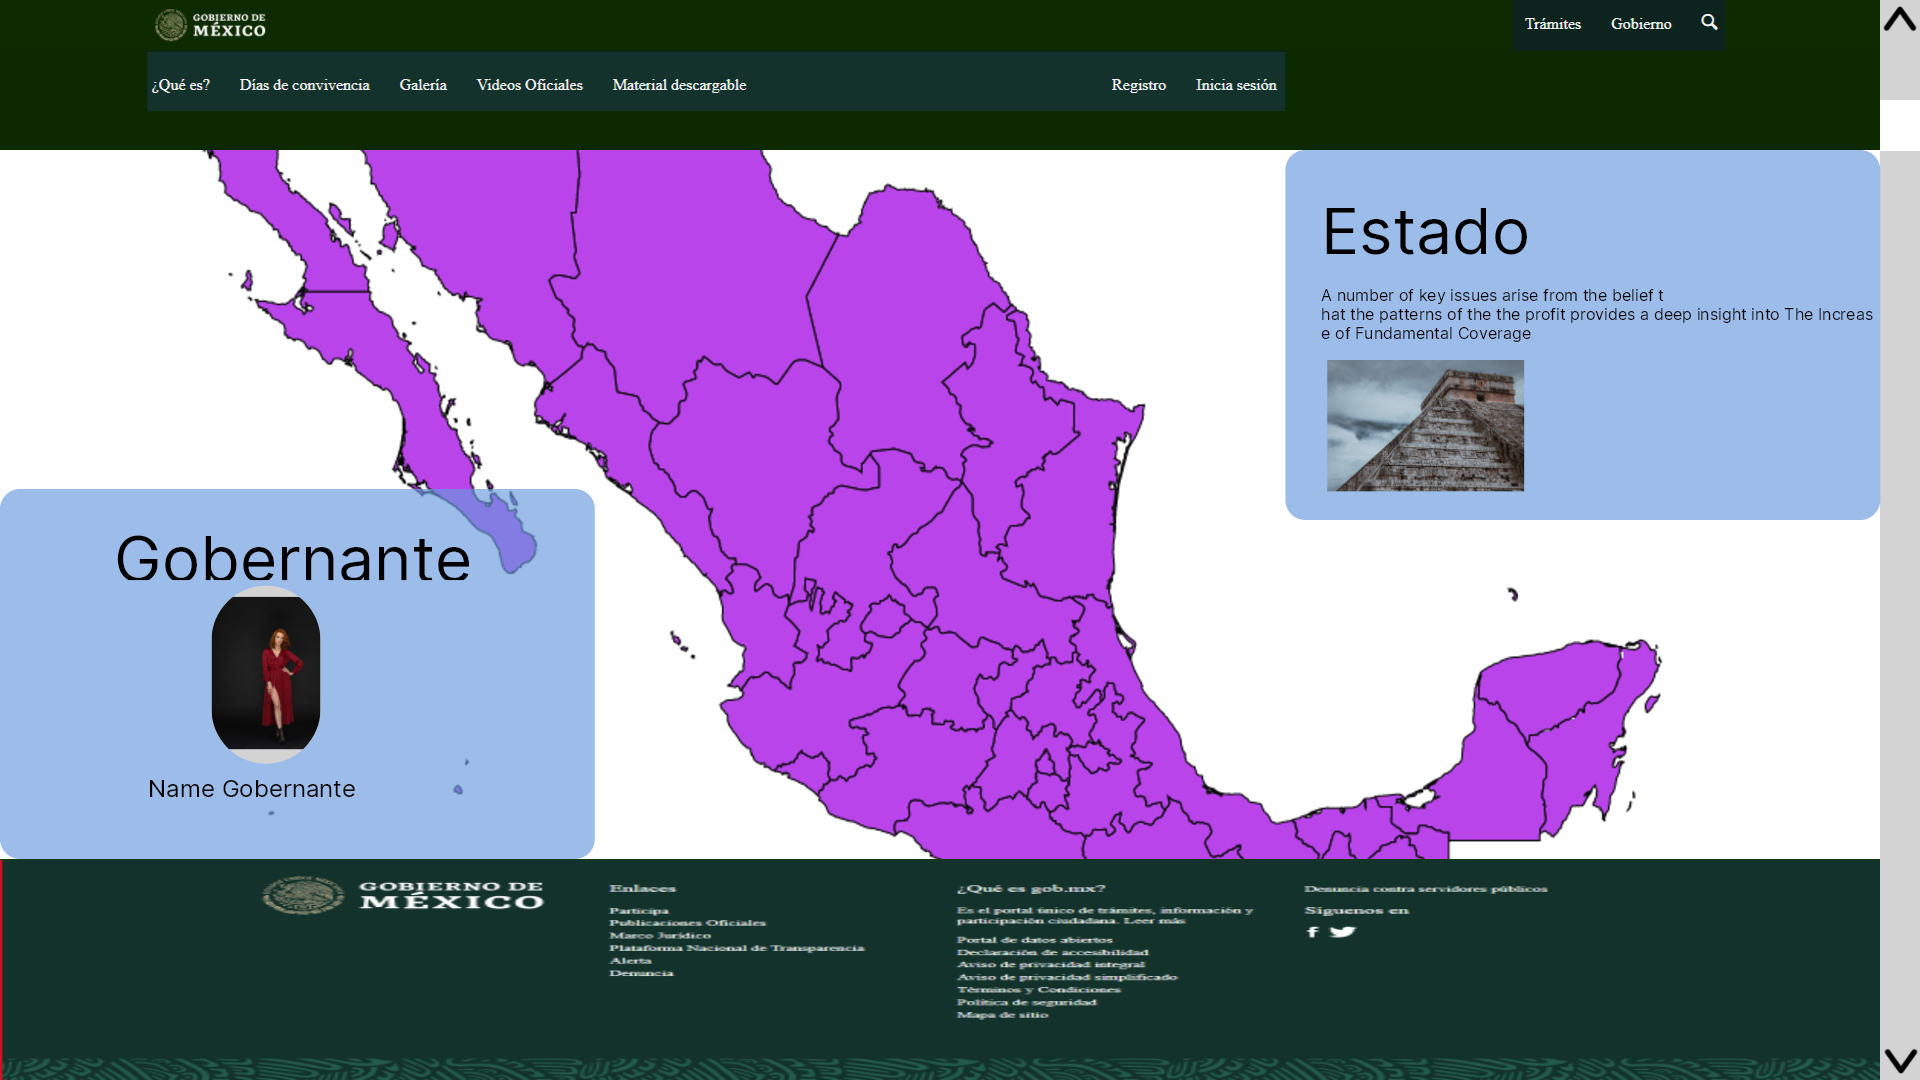 GOBIERNO DE
MÉXICO
Trámites
Gobierno
¿Qué es?
Días de convivencia
Galería
Videos Oficiales
Material descargable
Registro
Inicia sesión
Estado
A number of key issues arise from the belief t
hat the patterns of the the profit provides a deep insight into The Increas
e of Fundamental Coverage
Gobernante
Name Gobernante
GOBIERNO DE
MÉXICO
Enlaces
Participa
Publicaciones Oficiales
Marco Jurídico
Plataforma Nacional de Transparencia
Alerta
Denuncia
¿Qué es gob.mx?
Es el portal único de trámites, información y
participación ciudadana. Leer más
Portal de datos abiertos
Declaración de accesibilidad
Aviso de privacidad integral
Aviso de privacidad simplificado
Términos y Condiciones
Política de seguridad
Mapa de sitio
Denuncia contra servidores públicos
Síguenos en